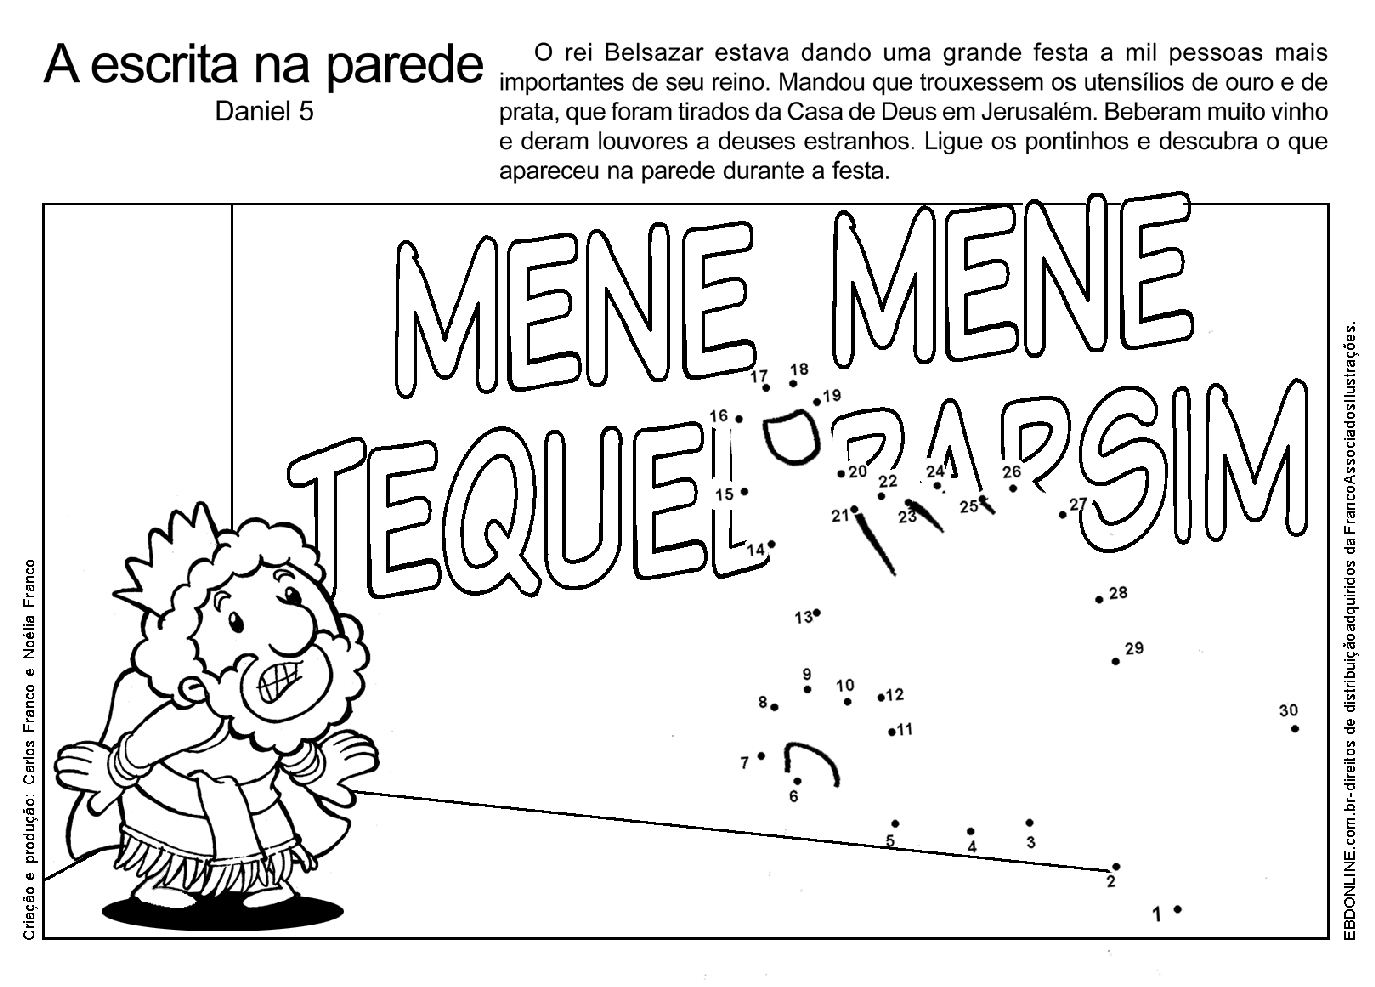 A escrita na parede
Daniel 5
O rei Belsazar estava dando uma grande festa a mil pessoas mais
importantes de seu reino. Mandou que trouxessem os utensílios de ouro e de
prata, que foram tirados da Casa de Deus em Jerusalém. Beberam muito vinho
e deram louvores a deuses estranhos. Ligue os pontinhos e descubra o que
apareceu na parede durante a festa.
MENE MENE
TEQUEL PARSIM
17 18
19
16
20
22
24
26
15
21
23
25
27
14
28
13
29
9
10
12
8
11
30
7
6
5
4
3
2
1
Criação e produção: Carlos Franco e Noélia Franco
EBDONLINE.com.br-direitos de distribuição adquiridos da FrancoAssociadosIlustrações.